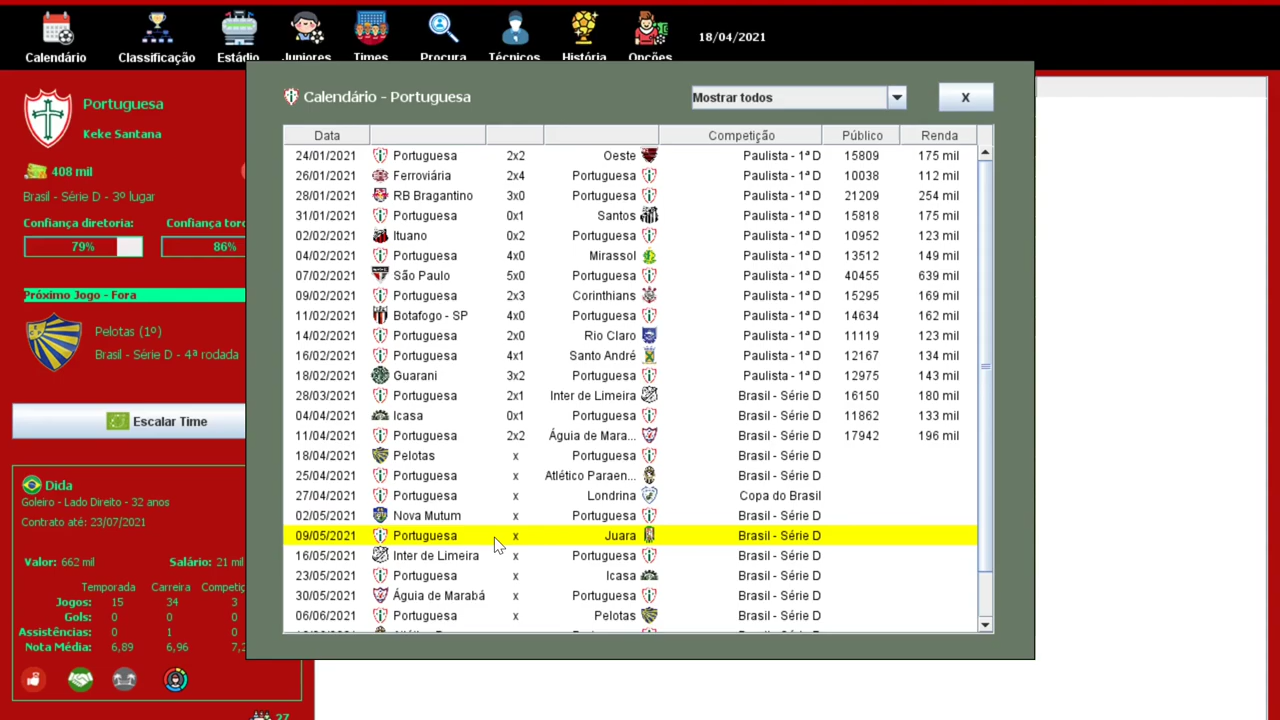 Calendário Classificação Estádio Juniores Times Procura Técnicos História Opções 18/04/2021
Portuguesa
Keke Santana
408 mil
Brasil - Série D - 3º lugar
Confiança diretoria: Confiança torc
79% 86%
Próximo Jogo - Fora
Pelotas (1º)
Brasil - Série D - 4ª rodada
Escalar Time
Dida
Goleiro - Lado Direito - 32 anos
Contrato até: 23/07/2021
Valor: 662 mil Salário: 21 mil
Temporada Carreira Competiç
Jogos: 15 34 3
Gols: 0 0 0
Assistências: 0 1 0
Nota Média: 6,89 6,96 7,2
27
Calendário - Portuguesa Mostrar todos X
Data Competição Público Renda
24/01/2021 Portuguesa 2x2 Oeste Paulista - 1ª D 15809 175 mil
26/01/2021 Ferroviária 2x4 Portuguesa Paulista - 1ª D 10038 112 mil
28/01/2021 RB Bragantino 3x0 Portuguesa Paulista - 1ª D 21209 254 mil
31/01/2021 Portuguesa 0x1 Santos Paulista - 1ª D 15818 175 mil
02/02/2021 Ituano 0x2 Portuguesa Paulista - 1ª D 10952 123 mil
04/02/2021 Portuguesa 4x0 Mirassol Paulista - 1ª D 13512 149 mil
07/02/2021 São Paulo 5x0 Portuguesa Paulista - 1ª D 40455 639 mil
09/02/2021 Portuguesa 2x3 Corinthians Paulista - 1ª D 15295 169 mil
11/02/2021 Botafogo - SP 4x0 Portuguesa Paulista - 1ª D 14634 162 mil
14/02/2021 Portuguesa 2x0 Rio Claro Paulista - 1ª D 11119 123 mil
16/02/2021 Portuguesa 4x1 Santo André Paulista - 1ª D 12167 134 mil
18/02/2021 Guarani 3x2 Portuguesa Paulista - 1ª D 12975 143 mil
28/03/2021 Portuguesa 2x1 Inter de Limeira Brasil - Série D 16150 180 mil
04/04/2021 Icasa 0x1 Portuguesa Brasil - Série D 11862 133 mil
11/04/2021 Portuguesa 2x2 Águia de Mara... Brasil - Série D 17942 196 mil
18/04/2021 Pelotas x Portuguesa Brasil - Série D
25/04/2021 Portuguesa x Atlético Paraen... Brasil - Série D
27/04/2021 Portuguesa x Londrina Copa do Brasil
02/05/2021 Nova Mutum x Portuguesa Brasil - Série D
09/05/2021 Portuguesa x Juara Brasil - Série D
16/05/2021 Inter de Limeira x Portuguesa Brasil - Série D
23/05/2021 Portuguesa x Icasa Brasil - Série D
30/05/2021 Águia de Marabá x Portuguesa Brasil - Série D
06/06/2021 Portuguesa x Pelotas Brasil - Série D